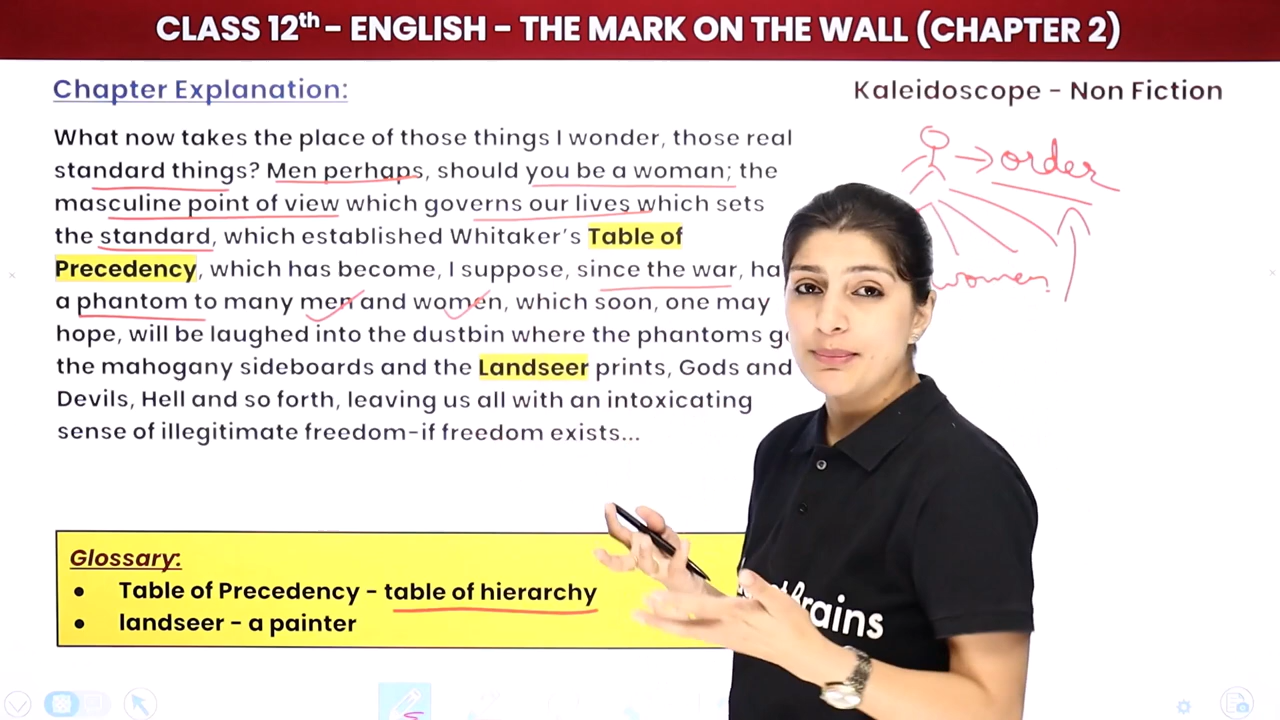 CLASS 12th - ENGLISH - THE MARK ON THE WALL (CHAPTER 2)
Chapter Explanation:
Kaleidoscope - Non Fiction
What now takes the place of those things I wonder, those real
standard things? Men perhaps, should you be a woman; the
masculine point of view which governs our lives which sets
the standard, which established Whitaker's Table of
Precedency, which has become, I suppose, since the war,
a phantom to many men and women, which soon, one may
hope, will be laughed into the dustbin where the phantoms
the mahogany sideboards and the Landseer prints, Gods and
Devils, Hell and so forth, leaving us all with an intoxicating
sense of illegitimate freedom-if freedom exists...
order
women
Glossary:
Table of Precedency - table of hierarchy
landseer - a painter